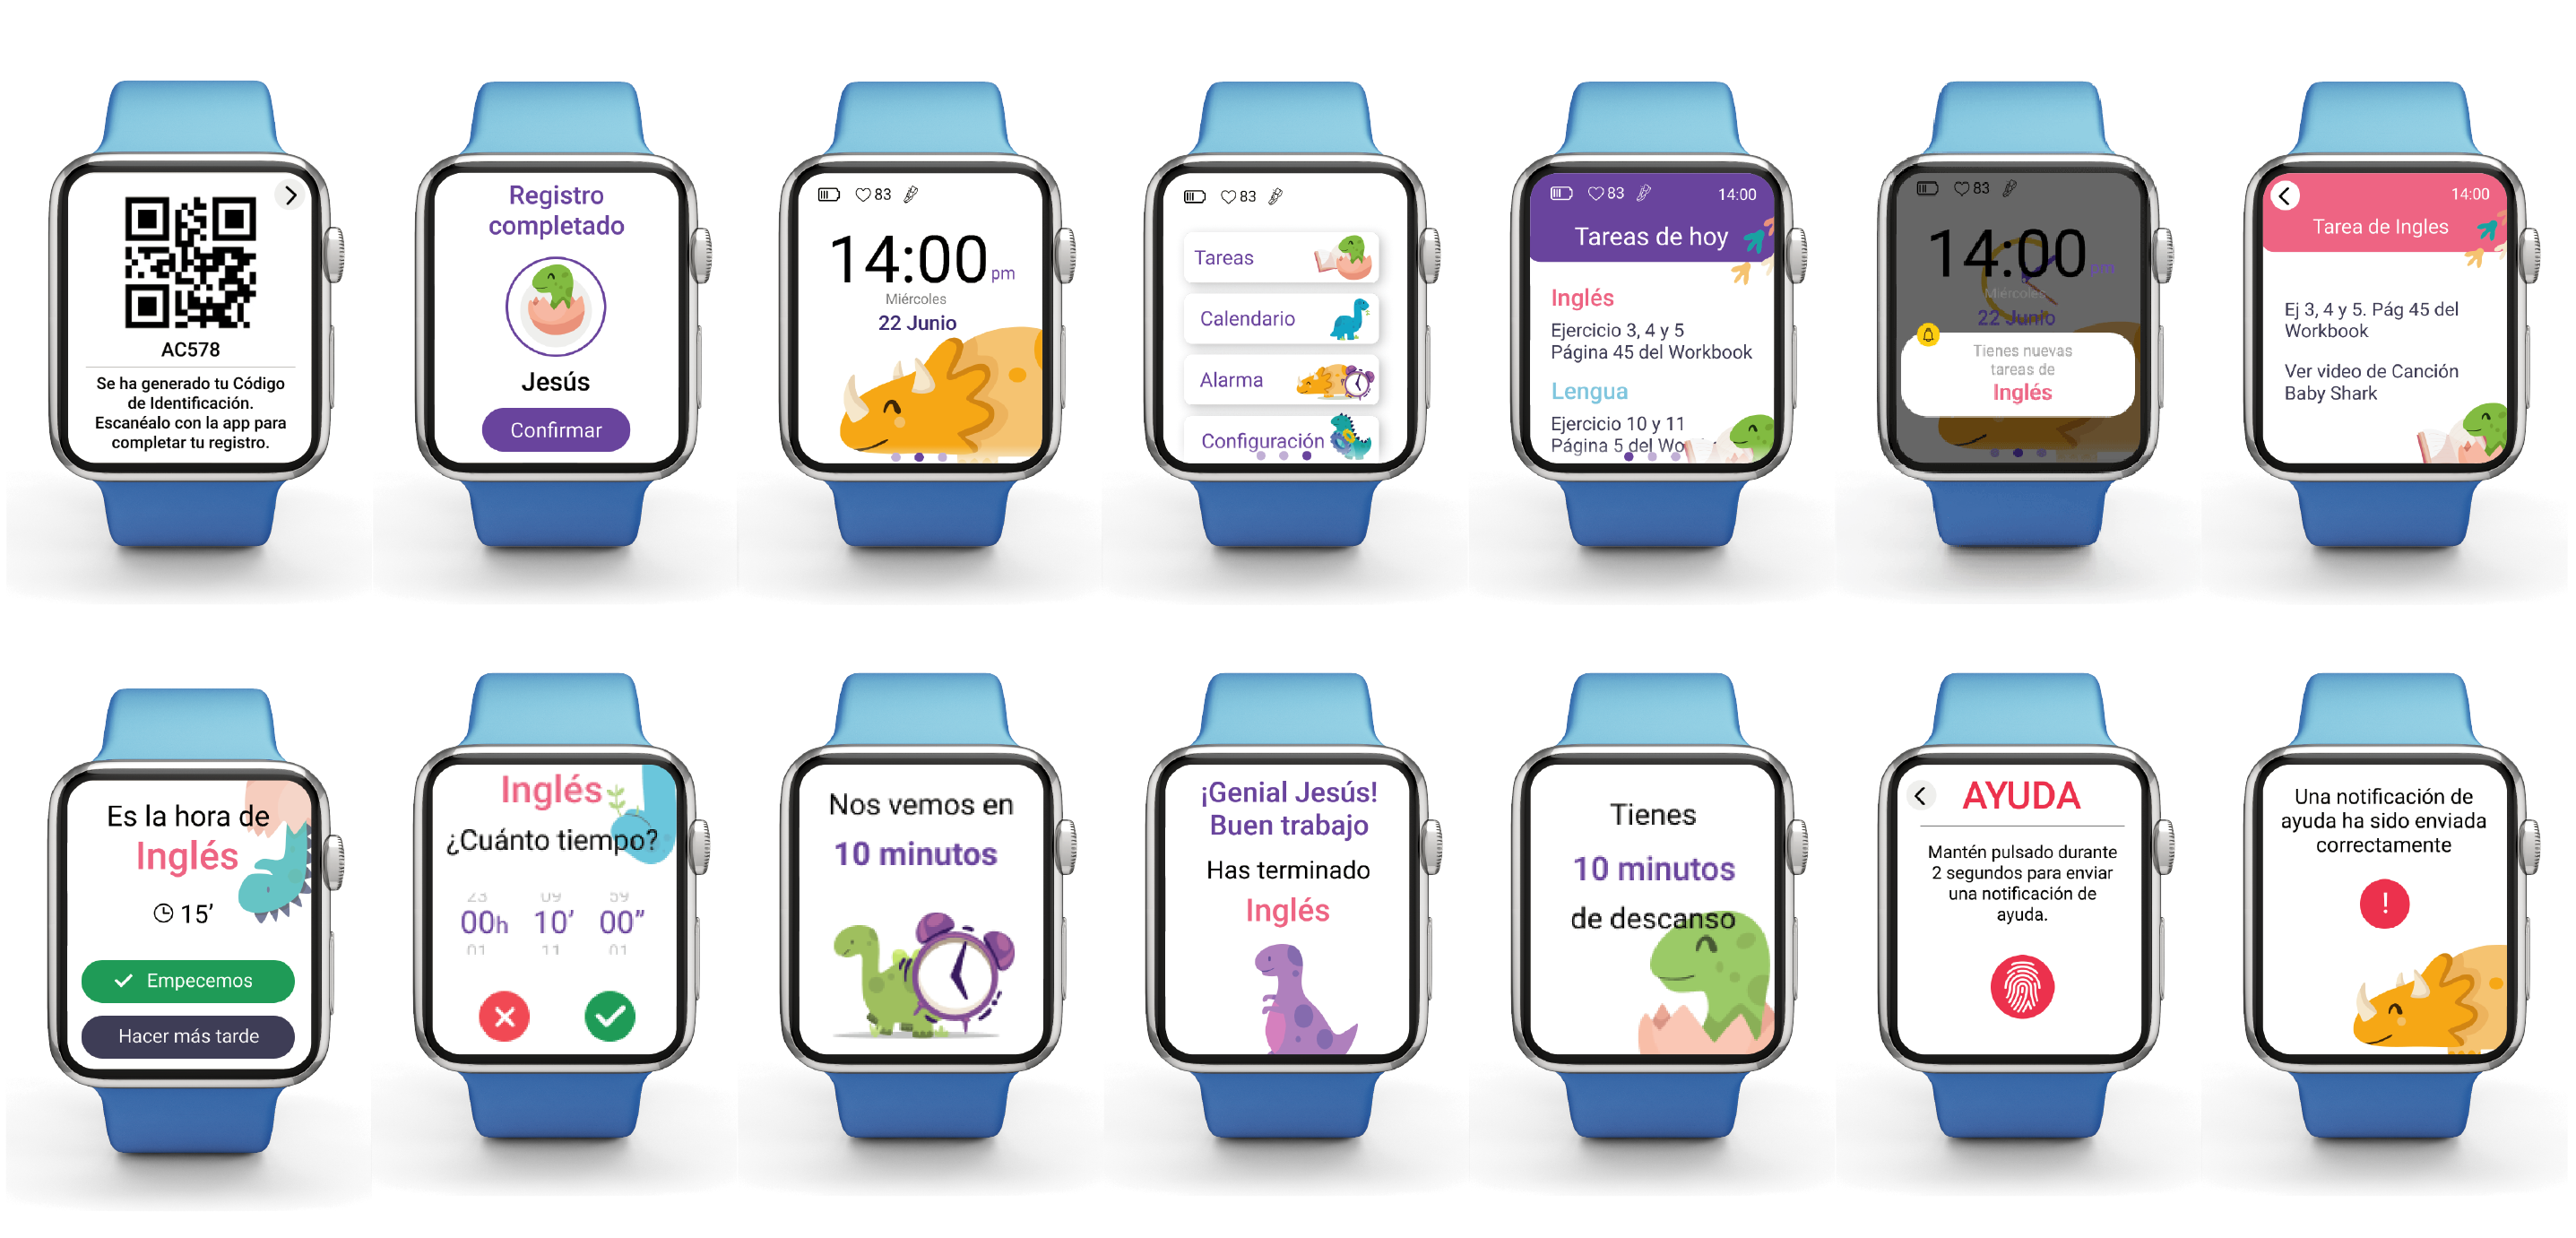 AC578
Se ha generado tu Código
de Identificación.
Escanéalo con la app para
completar tu registro.
Registro
completado
Jesús
Confirmar
83
14:00 pm
Miércoles
22 Junio
83
Tareas
Calendario
Alarma
Configuración
83 14:00
Tareas de hoy
Inglés
Ejercicio 3, 4 y 5
Página 45 del Workbook
Lengua
Ejercicio 10 y 11
Página 5 del Wo
83
14:00 pm
Miércoles
22 Junio
Tienes nuevas
tareas de
Inglés
14:00
Tarea de Ingles
Ej 3, 4 y 5. Pág 45 del
Workbook
Ver video de Canción
Baby Shark
Es la hora de
Inglés
15’
Empecemos
Hacer más tarde
Inglés
¿Cuánto tiempo?
23 09 59
00h 10’ 00”
01 11 01
Nos vemos en
10 minutos
¡Genial Jesús!
Buen trabajo
Has terminado
Inglés
Tienes
10 minutos
de descanso
AYUDA
Mantén pulsado durante
2 segundos para enviar
una notificación de
ayuda.
Una notificación de
ayuda ha sido enviada
correctamente
!